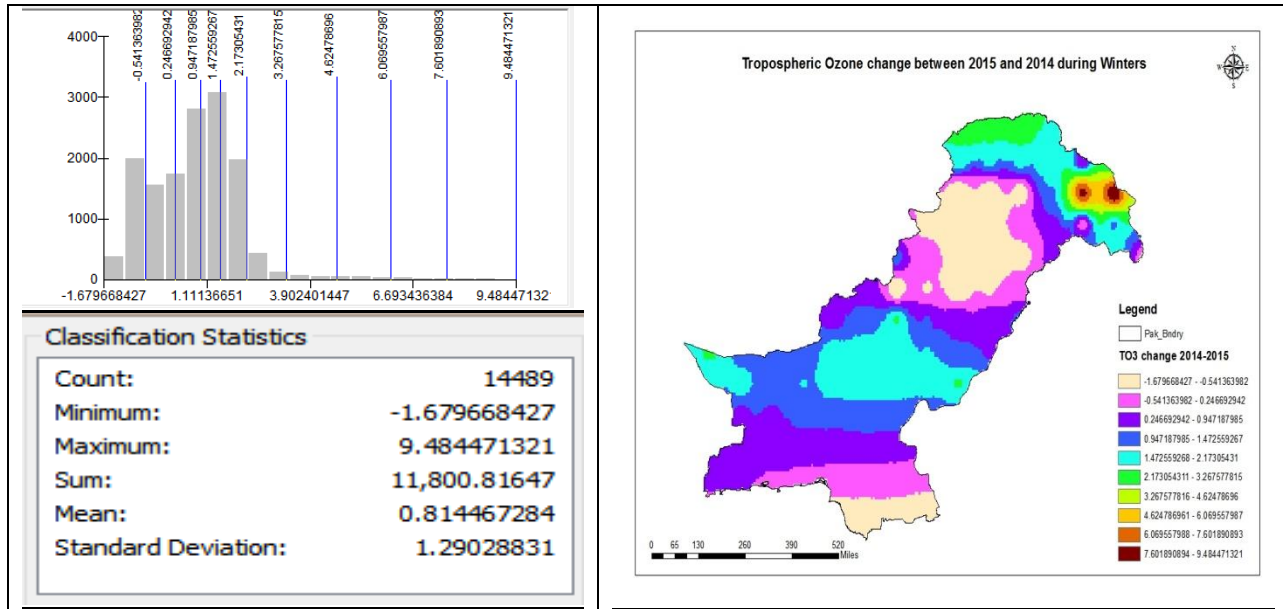 -0.541363982
0.246692942
0.947187985
1.472559267
2.17305431
3.267577815
4.62478696
6.069557987
7.601890893
9.484471321
4000
3000
2000
1000
0
-1.679668427 1.11136651 3.902401447 6.693436384 9.48447132
Classification Statistics
Count: 14489
Minimum: -1.679668427
Maximum: 9.484471321
Sum: 11,800.81647
Mean: 0.814467284
Standard Deviation: 1.29028831
Tropospheric Ozone change between 2015 and 2014 during Winters
N
W E
S
Legend
Pak_Bndry
TO3 change 2014-2015
-1.679668427 - -0.541363982
-0.541363981 - 0.246692942
0.246692942 - 0.947187985
0.947187985 - 1.472559267
1.472559268 - 2.17305431
2.173054311 - 3.267577815
3.267577816 - 4.62478696
4.624786961 - 6.069557987
6.069557988 - 7.601890893
7.601890894 - 9.484471321
0 65 130 260 390 520
Miles